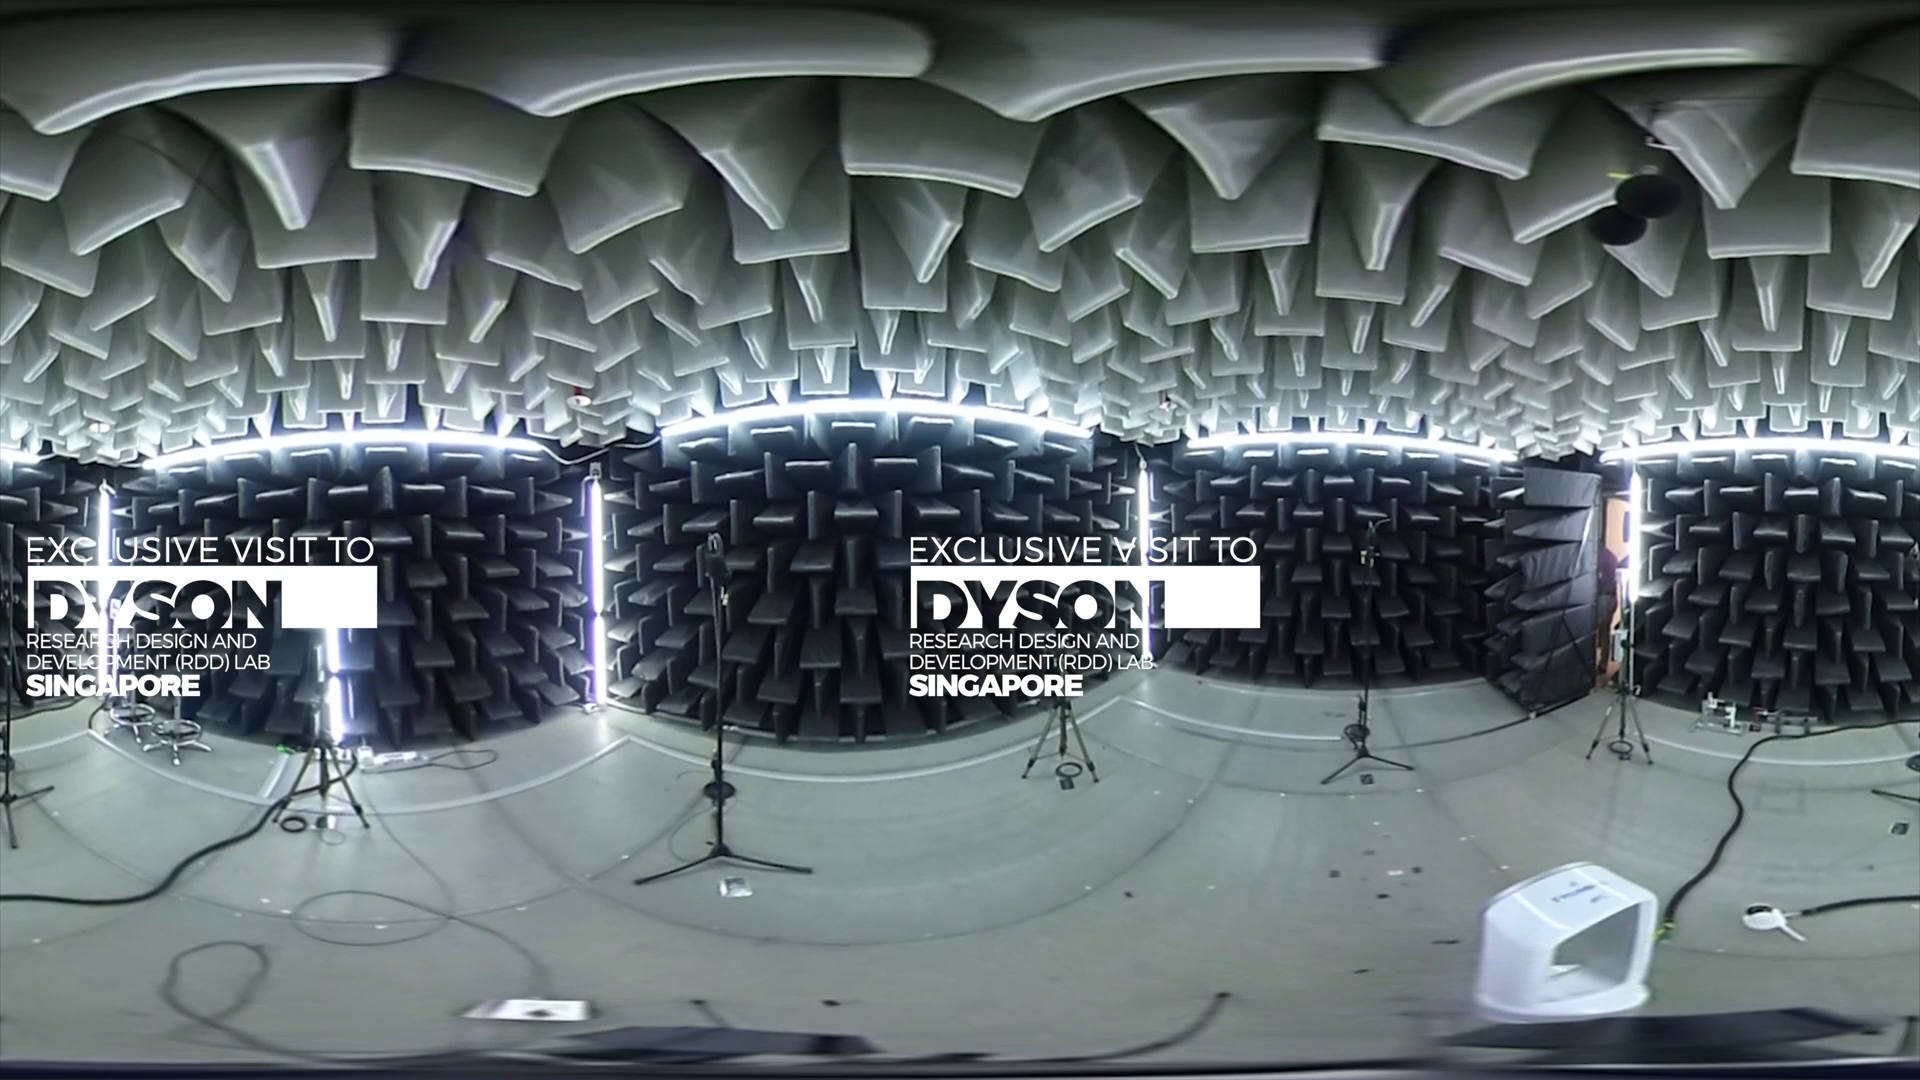 EXCLUSIVE VISIT TO
DYSON
RESEARCH DESIGN AND
DEVELOPMENT (RDD) LAB
SINGAPORE
EXCLUSIVE VISIT TO
DYSON
RESEARCH DESIGN AND
DEVELOPMENT (RDD) LAB
SINGAPORE